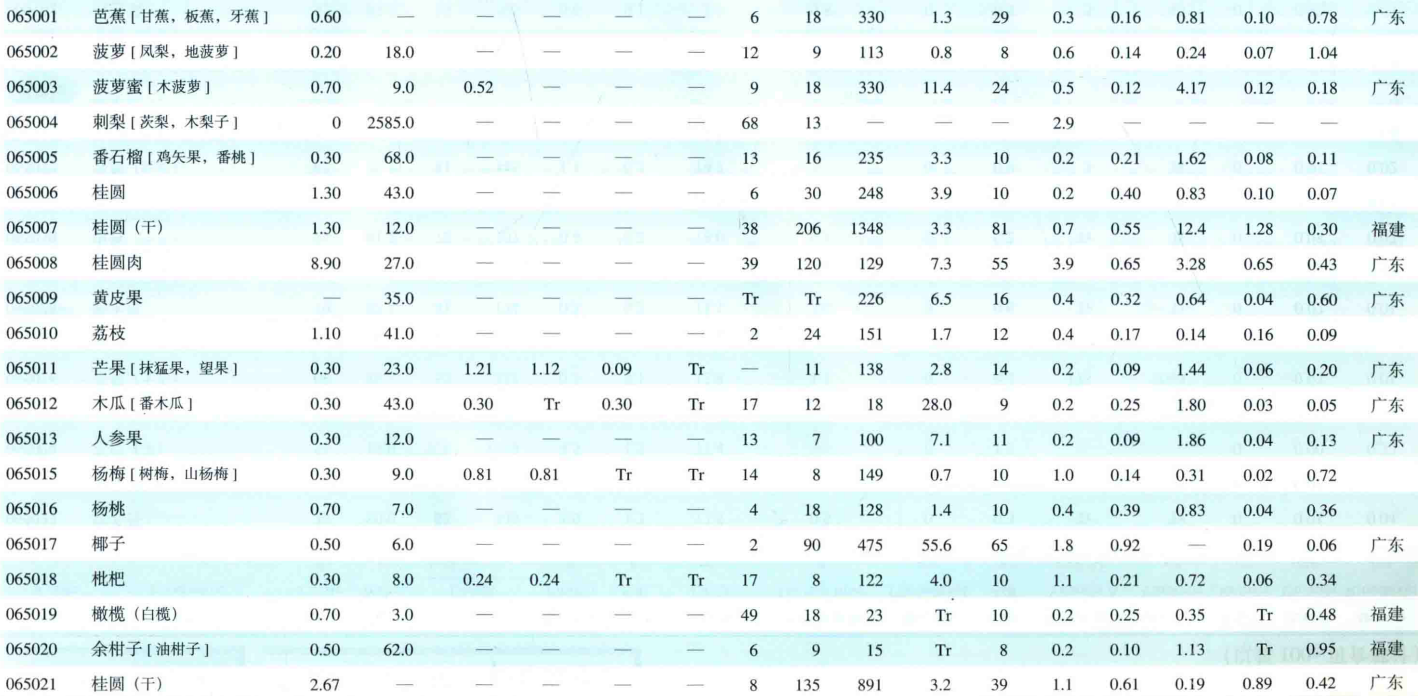 065001 芭蕉 [ 甘蕉，板蕉，牙蕉 ] 0.60 — — — — — 6 18 330 1.3 29 0.3 0.16 0.81 0.10 0.78 广东
065002 菠萝 [ 凤梨，地菠萝 ] 0.20 18.0 — — — — 12 9 113 0.8 8 0.6 0.14 0.24 0.07 1.04
065003 菠萝蜜 [ 木菠萝 ] 0.70 9.0 0.52 — — — 9 18 330 11.4 24 0.5 0.12 4.17 0.12 0.18 广东
065004 刺梨 [ 茨梨，木梨子 ] 0 2585.0 — — — — 68 13 — — — 2.9 — — — —
065005 番石榴 [ 鸡矢果，番桃 ] 0.30 68.0 — — — — 13 16 235 3.3 10 0.2 0.21 1.62 0.08 0.11 广东
065006 桂圆 1.30 43.0 — — — — 6 30 248 3.9 10 0.2 0.40 0.83 0.10 0.07
065007 桂圆（干） 1.30 12.0 — — — — 38 206 1348 3.3 81 0.7 0.55 12.4 1.28 0.30 福建
065008 桂圆肉 8.90 27.0 — — — — 39 120 129 7.3 55 3.9 0.65 3.28 0.65 0.43 广东
065009 黄皮果 — 35.0 — — — — Tr Tr 226 6.5 16 0.4 0.32 0.64 0.04 0.60 广东
065010 荔枝 1.10 41.0 — — — — 2 24 151 1.7 12 0.4 0.17 0.14 0.16 0.09
065011 芒果 [ 抹猛果，望果 ] 0.30 23.0 1.21 1.12 0.09 Tr — 11 138 2.8 14 0.2 0.09 1.44 0.06 0.20 广东
065012 木瓜 [ 番木瓜 ] 0.30 43.0 0.30 Tr 0.30 Tr 17 12 18 28.0 9 0.2 0.25 1.80 0.03 0.05 广东
065013 人参果 0.30 12.0 — — — — 13 7 100 7.1 11 0.2 0.09 1.86 0.04 0.13 广东
065015 杨梅 [ 树梅，山杨梅 ] 0.30 9.0 0.81 0.81 Tr Tr 14 8 149 0.7 10 1.0 0.14 0.31 0.02 0.72
065016 杨桃 0.70 7.0 — — — — 4 18 128 1.4 10 0.4 0.39 0.83 0.04 0.36
065017 椰子 0.50 6.0 — — — — 2 90 475 55.6 65 1.8 0.92 — 0.19 0.06 广东
065018 枇杷 0.30 8.0 0.24 0.24 Tr Tr 17 8 122 4.0 10 1.1 0.21 0.72 0.06 0.34
065019 橄榄（白榄） 0.70 3.0 — — — — 49 18 23 Tr 10 0.2 0.25 0.35 Tr 0.48 福建
065020 余柑子 [ 油柑子 ] 0.50 62.0 — — — — 6 9 15 Tr 8 0.2 0.10 1.13 Tr 0.95 福建
065021 桂圆（干） 2.67 — — — — — 8 135 891 3.2 39 1.1 0.61 0.19 0.89 0.42 广东